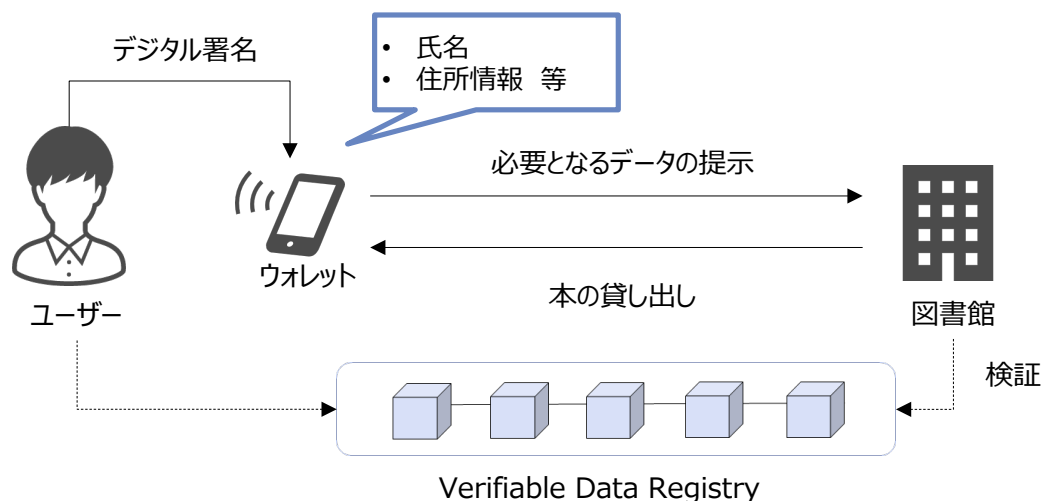 デジタル署名
• 氏名
• 住所情報 等
必要となるデータの提示
ウォレット
本の貸し出し
ユーザー
図書館
検証
Verifiable Data Registry